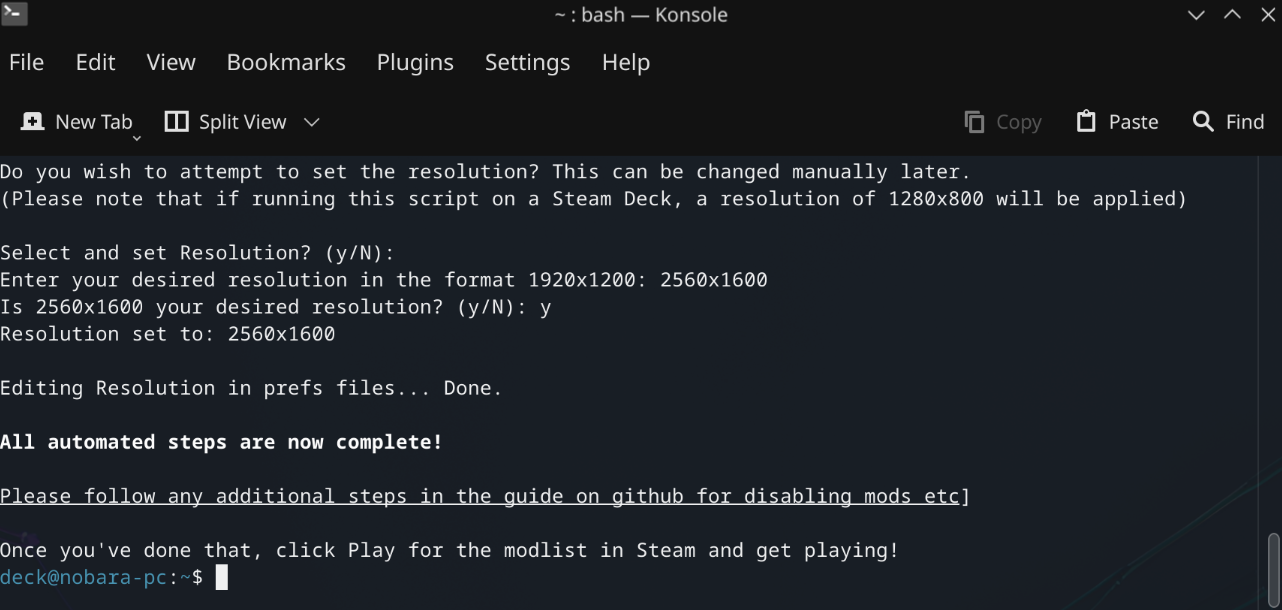 ~ : bash — Konsole
File Edit View Bookmarks Plugins Settings Help
New Tab Split View Copy Paste Find
Do you wish to attempt to set the resolution? This can be changed manually later.
(Please note that if running this script on a Steam Deck, a resolution of 1280x800 will be applied)
Select and set Resolution? (y/N):
Enter your desired resolution in the format 1920x1200: 2560x1600
Is 2560x1600 your desired resolution? (y/N): y
Resolution set to: 2560x1600
Editing Resolution in prefs files... Done.
All automated steps are now complete!
Please follow any additional steps in the guide on github for disabling mods etc]
Once you've done that, click Play for the modlist in Steam and get playing!
deck@nobara-pc:~$